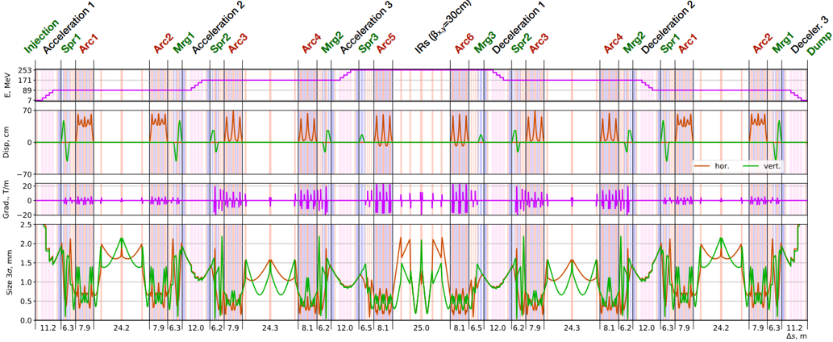 Injection Acceleration 1 Spr1 Arc1 Arc2 Mrg1 Acceleration 2 Spr2 Arc3 Arc4 Mrg2 Acceleration 3 Spr3 Arc5 IRs (βx,y=30cm) Arc6 Mrg3 Deceleration 1 Spr2 Arc3 Arc4 Mrg2 Deceleration 2 Spr1 Arc1 Arc2 Mrg1 Deceler. 3 Dump
E, MeV
253
171
89
7
Disp, cm
70
0
−70
hor. vert.
Grad., T/m
20
0
−20
Size 3σ, mm
2.5
2.0
1.5
1.0
0.5
0.0
11.2 6.3 7.9 24.2 7.9 6.3 12.0 6.2 7.9 24.3 8.1 6.2 12.0 6.5 8.1 25.0 8.1 6.5 12.0 6.2 7.9 24.3 8.1 6.2 12.0 6.3 7.9 24.2 7.9 6.3 11.2
Δs, m